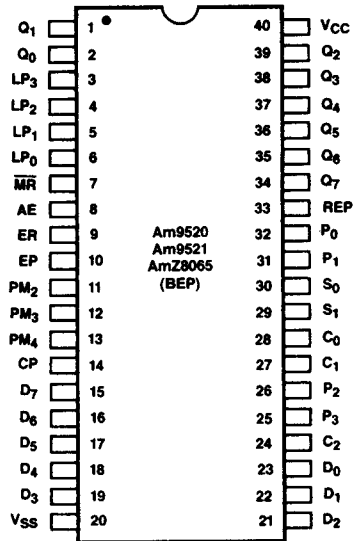 Q1 1 40 VCC
Q0 2 39 Q2
LP3 3 38 Q3
LP2 4 37 Q4
LP1 5 36 Q5
LP0 6 35 Q6
MR 7 34 Q7
AE 8 33 REP
ER 9 Am9520 32 P0
Am9521
EP 10 AmZ8065 31 P1
PM2 11 (BEP) 30 S0
PM3 12 29 S1
PM4 13 28 C0
CP 14 27 C1
D7 15 26 P2
D6 16 25 P3
D5 17 24 C2
D4 18 23 D0
D3 19 22 D1
VSS 20 21 D2